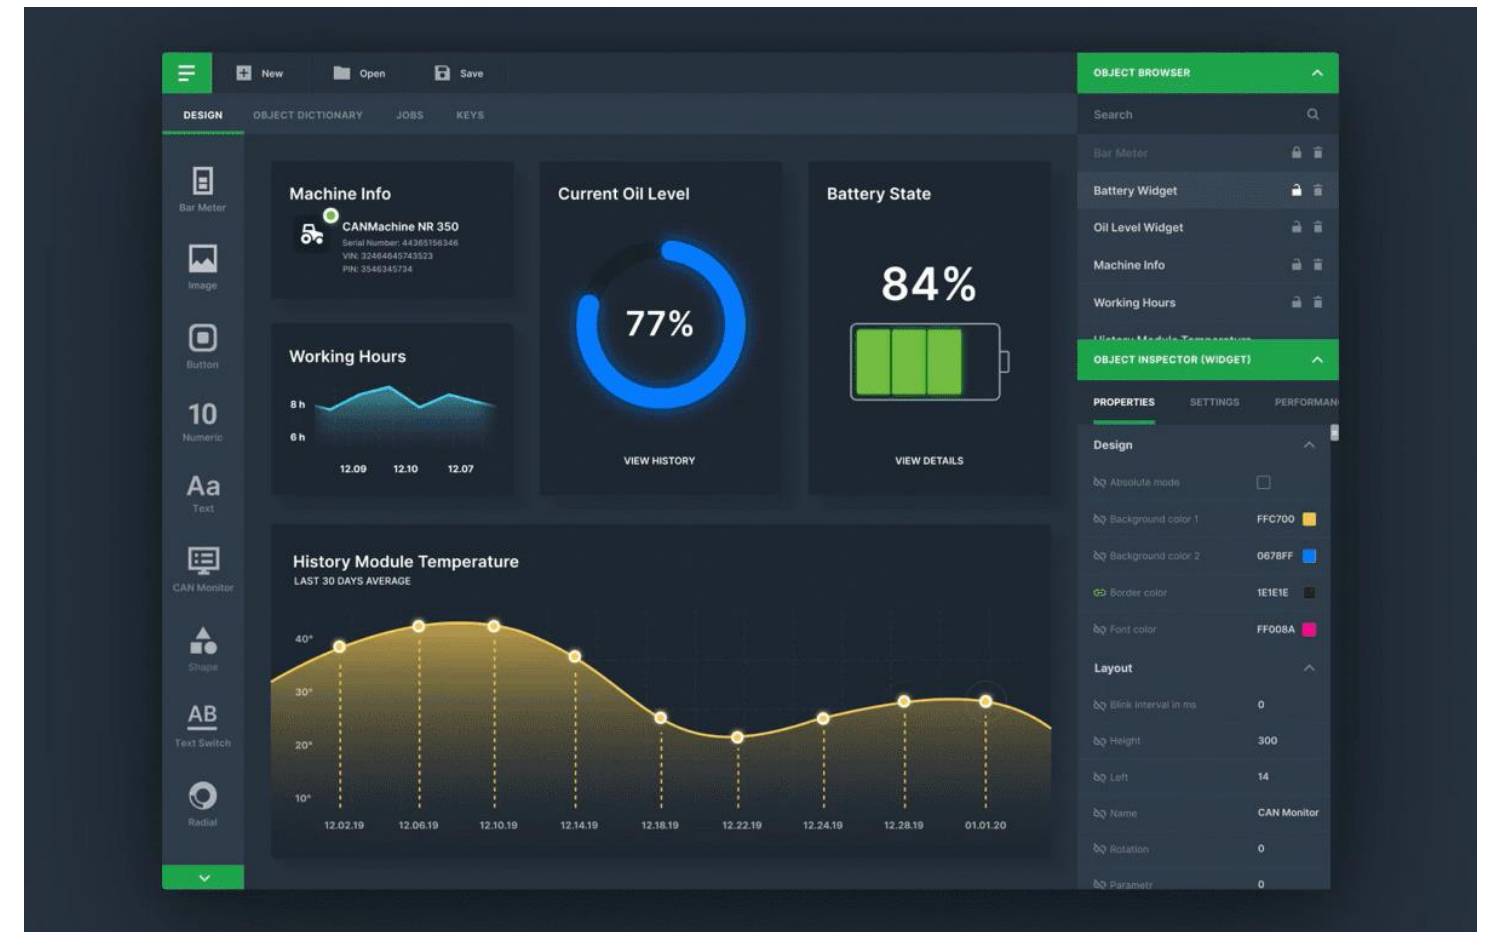 New
Open
Save
DESIGN
OBJECT DICTIONARY
JOBS
KEYS
Bar Meter
Image
Button
10
Numeric
Aa
Text
CAN Monitor
Shape
AB
Text Switch
Radial
Machine Info
CANMachine NR 350
Serial Number: 44365156346
VIN: 32464645743523
PIN: 3546345734
Working Hours
8 h
6 h
12.09 12.10 12.07
Current Oil Level
77%
VIEW HISTORY
Battery State
84%
VIEW DETAILS
History Module Temperature
LAST 30 DAYS AVERAGE
40°
30°
20°
10°
12.02.19 12.06.19 12.10.19 12.14.19 12.18.19 12.22.19 12.24.19 12.28.19 01.01.20
OBJECT BROWSER
Search
Bar Meter
Battery Widget
Oil Level Widget
Machine Info
Working Hours
History Module Temperature
OBJECT INSPECTOR (WIDGET)
PROPERTIES SETTINGS PERFORMAN
Design
Absolute mode
Background color 1 FFC700
Background color 2 0678FF
Border color 1E1E1E
Font color FF008A
Layout
Blink interval in ms 0
Height 300
Left 14
Name CAN Monitor
Rotation 0
Parametr 0